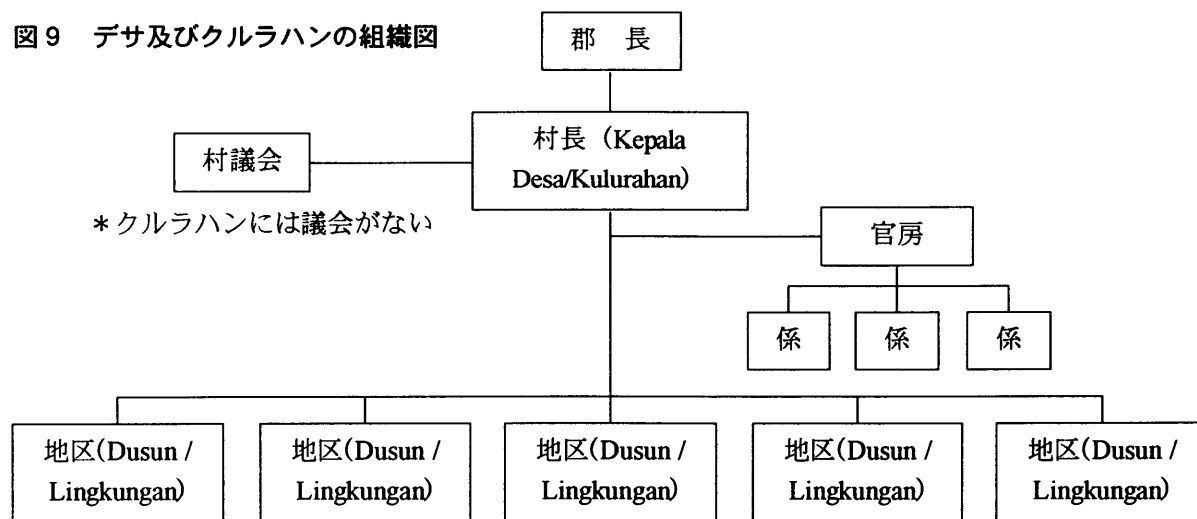 図9 デサ及びクルラハンの組織図
郡 長
村長（Kepala
Desa/Kulurahan）
村議会
＊クルラハンには議会がない
官房
係
係
係
地区(Dusun /
Lingkungan)
地区(Dusun /
Lingkungan)
地区(Dusun /
Lingkungan)
地区(Dusun /
Lingkungan)
地区(Dusun /
Lingkungan)